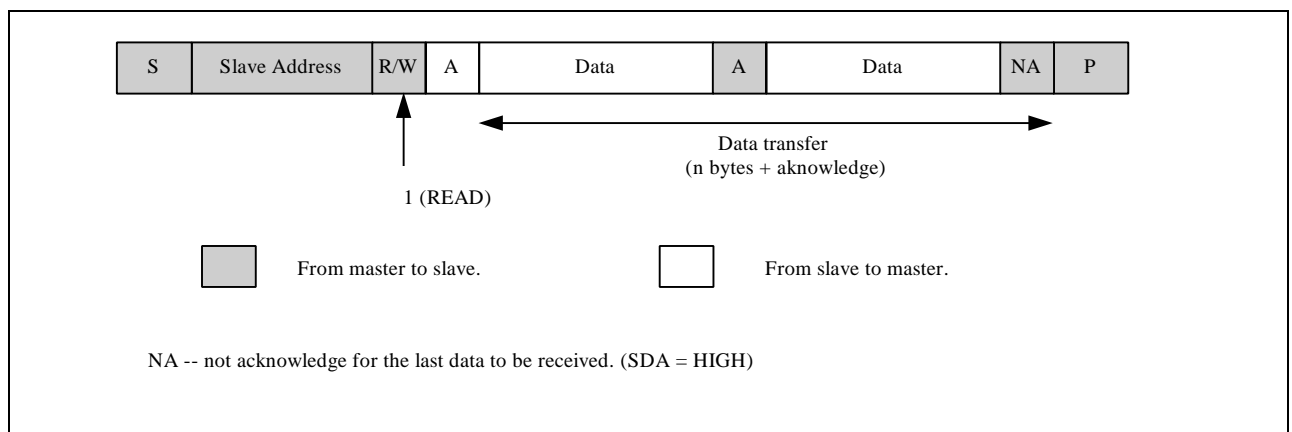 S Slave Address R/W A Data A Data NA P
Data transfer
(n bytes + aknowledge)
1 (READ)
From master to slave. From slave to master.
NA -- not acknowledge for the last data to be received. (SDA = HIGH)